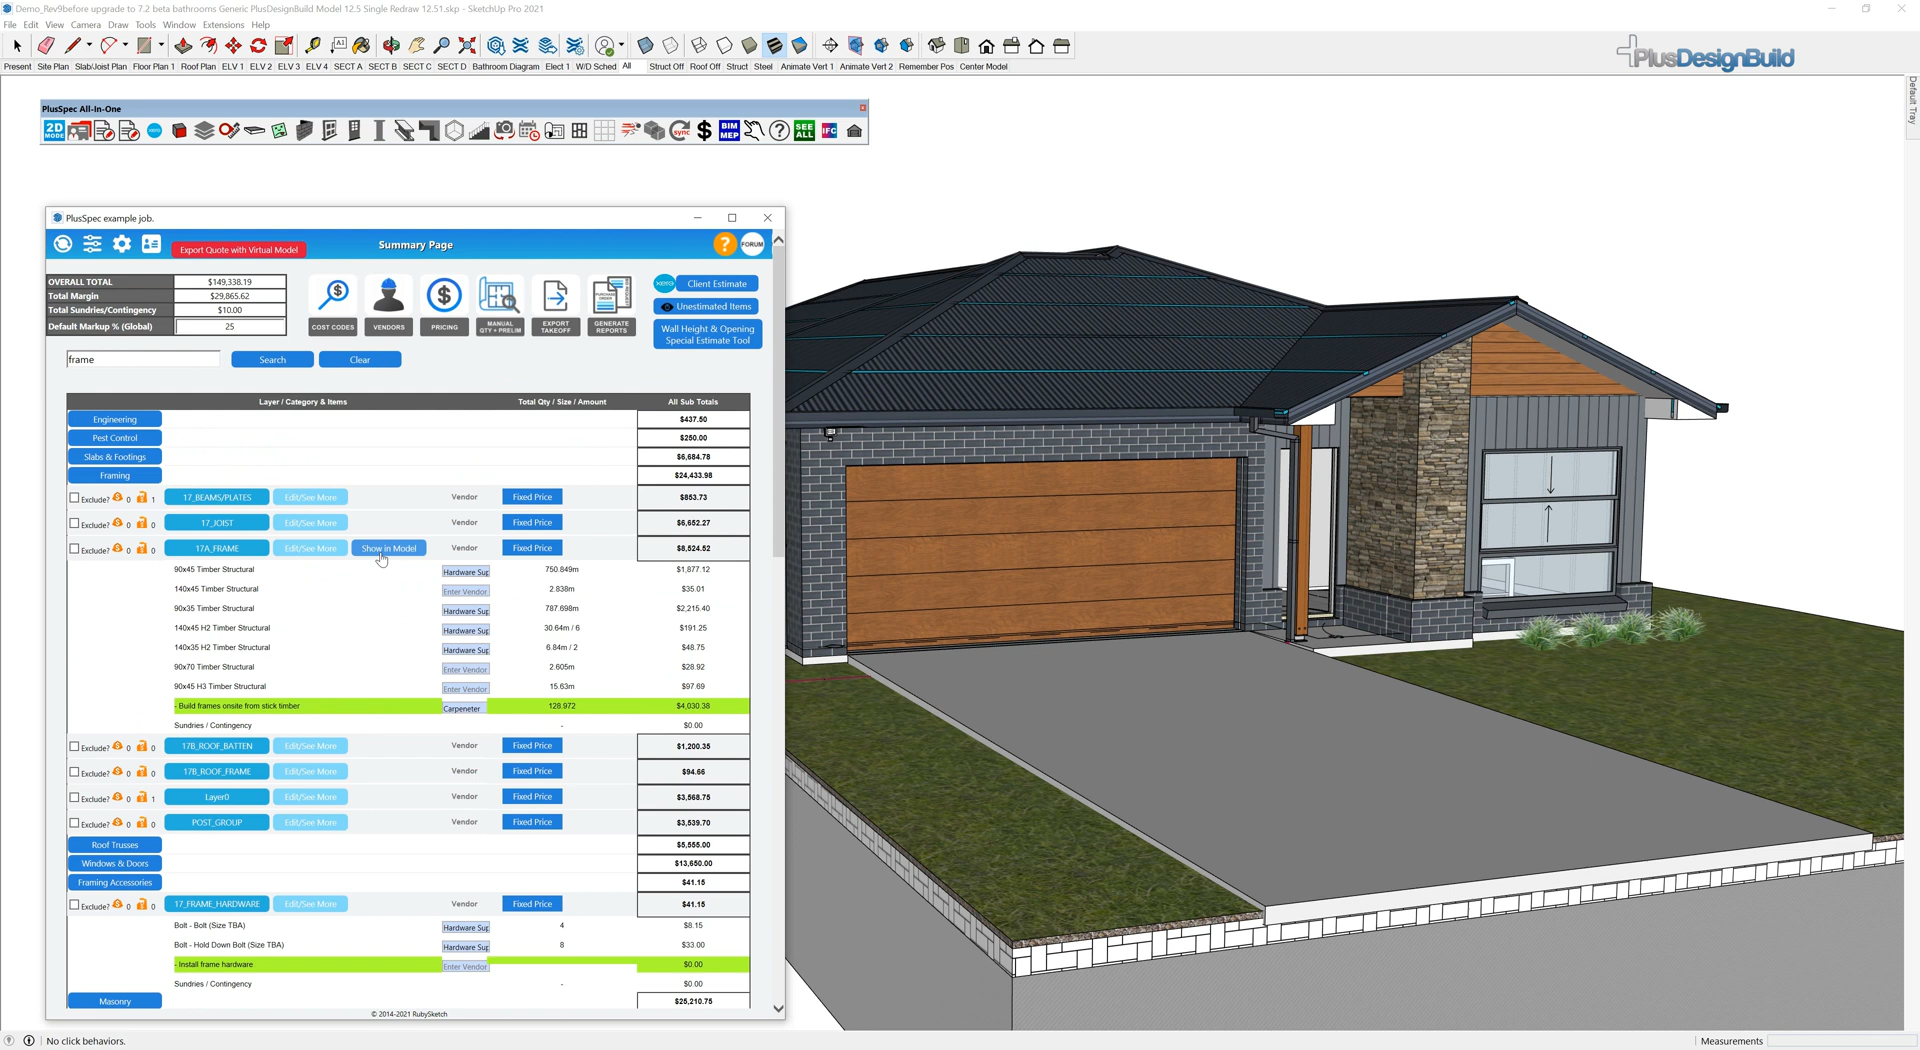 Demo_Rev9before upgrade to 7.2 beta bathrooms Generic PlusDesignBuild Model 12.5 Single Redraw 12.51.skp - SketchUp Pro 2021
File Edit View Camera Draw Tools Window Extensions Help
Present Site Plan Slab/Joist Plan Floor Plan 1 Roof Plan ELV 1 ELV 2 ELV 3 ELV 4 SECT A SECT B SECT C SECT D Bathroom Diagram Elect 1 W/D Sched All Struct Off Roof Off Struct Steel Animate Vert 1 Animate Vert 2 Remember Pos Center Model
PlusDesignBuild
Default Tray
PlusSpec All-In-One
2D MODE xero sync $ BIM MEP ? SEE ALL IFC
PlusSpec example job.
Export Quote with Virtual Model Summary Page ? FORUM
OVERALL TOTAL $149,338.19
Total Margin $29,865.62
Total Sundries/Contingency $10.00
Default Markup % (Global) 25
COST CODES VENDORS PRICING MANUAL QTY + PRELIM EXPORT TAKEOFF GENERATE REPORTS
xero Client Estimate
Unestimated Items
Wall Height & Opening
Special Estimate Tool
frame Search Clear
Layer / Category & Items Total Qty / Size / Amount All Sub Totals
Engineering $437.50
Pest Control $250.00
Slabs & Footings $6,684.78
Framing $24,433.98
Exclude? 0 1 17_BEAMS/PLATES Edit/See More Vendor Fixed Price $853.73
Exclude? 0 0 17_JOIST Edit/See More Vendor Fixed Price $6,652.27
Exclude? 0 0 17A_FRAME Edit/See More Show in Model Vendor Fixed Price $8,524.52
90x45 Timber Structural Hardware Sup 750.849m $1,877.12
140x45 Timber Structural Enter Vendor 2.838m $35.01
90x35 Timber Structural Hardware Sup 787.698m $2,215.40
140x45 H2 Timber Structural Hardware Sup 30.64m / 6 $191.25
140x35 H2 Timber Structural Hardware Sup 6.84m / 2 $48.75
90x70 Timber Structural Enter Vendor 2.605m $28.92
90x45 H3 Timber Structural Enter Vendor 15.63m $97.69
- Build frames onsite from stick timber Carpeneter 128.972 $4,030.38
Sundries / Contingency - $0.00
Exclude? 0 0 17B_ROOF_BATTEN Edit/See More Vendor Fixed Price $1,200.35
Exclude? 0 0 17B_ROOF_FRAME Edit/See More Vendor Fixed Price $94.66
Exclude? 0 1 Layer0 Edit/See More Vendor Fixed Price $3,568.75
Exclude? 0 0 POST_GROUP Edit/See More Vendor Fixed Price $3,539.70
Roof Trusses $5,555.00
Windows & Doors $13,650.00
Framing Accessories $41.15
Exclude? 0 0 17_FRAME_HARDWARE Edit/See More Vendor Fixed Price $41.15
Bolt - Bolt (Size TBA) Hardware Sup 4 $8.15
Bolt - Hold Down Bolt (Size TBA) Hardware Sup 8 $33.00
- Install frame hardware Enter Vendor $0.00
Sundries / Contingency - $0.00
Masonry $25,210.75
© 2014-2021 RubySketch
No click behaviors.
Measurements